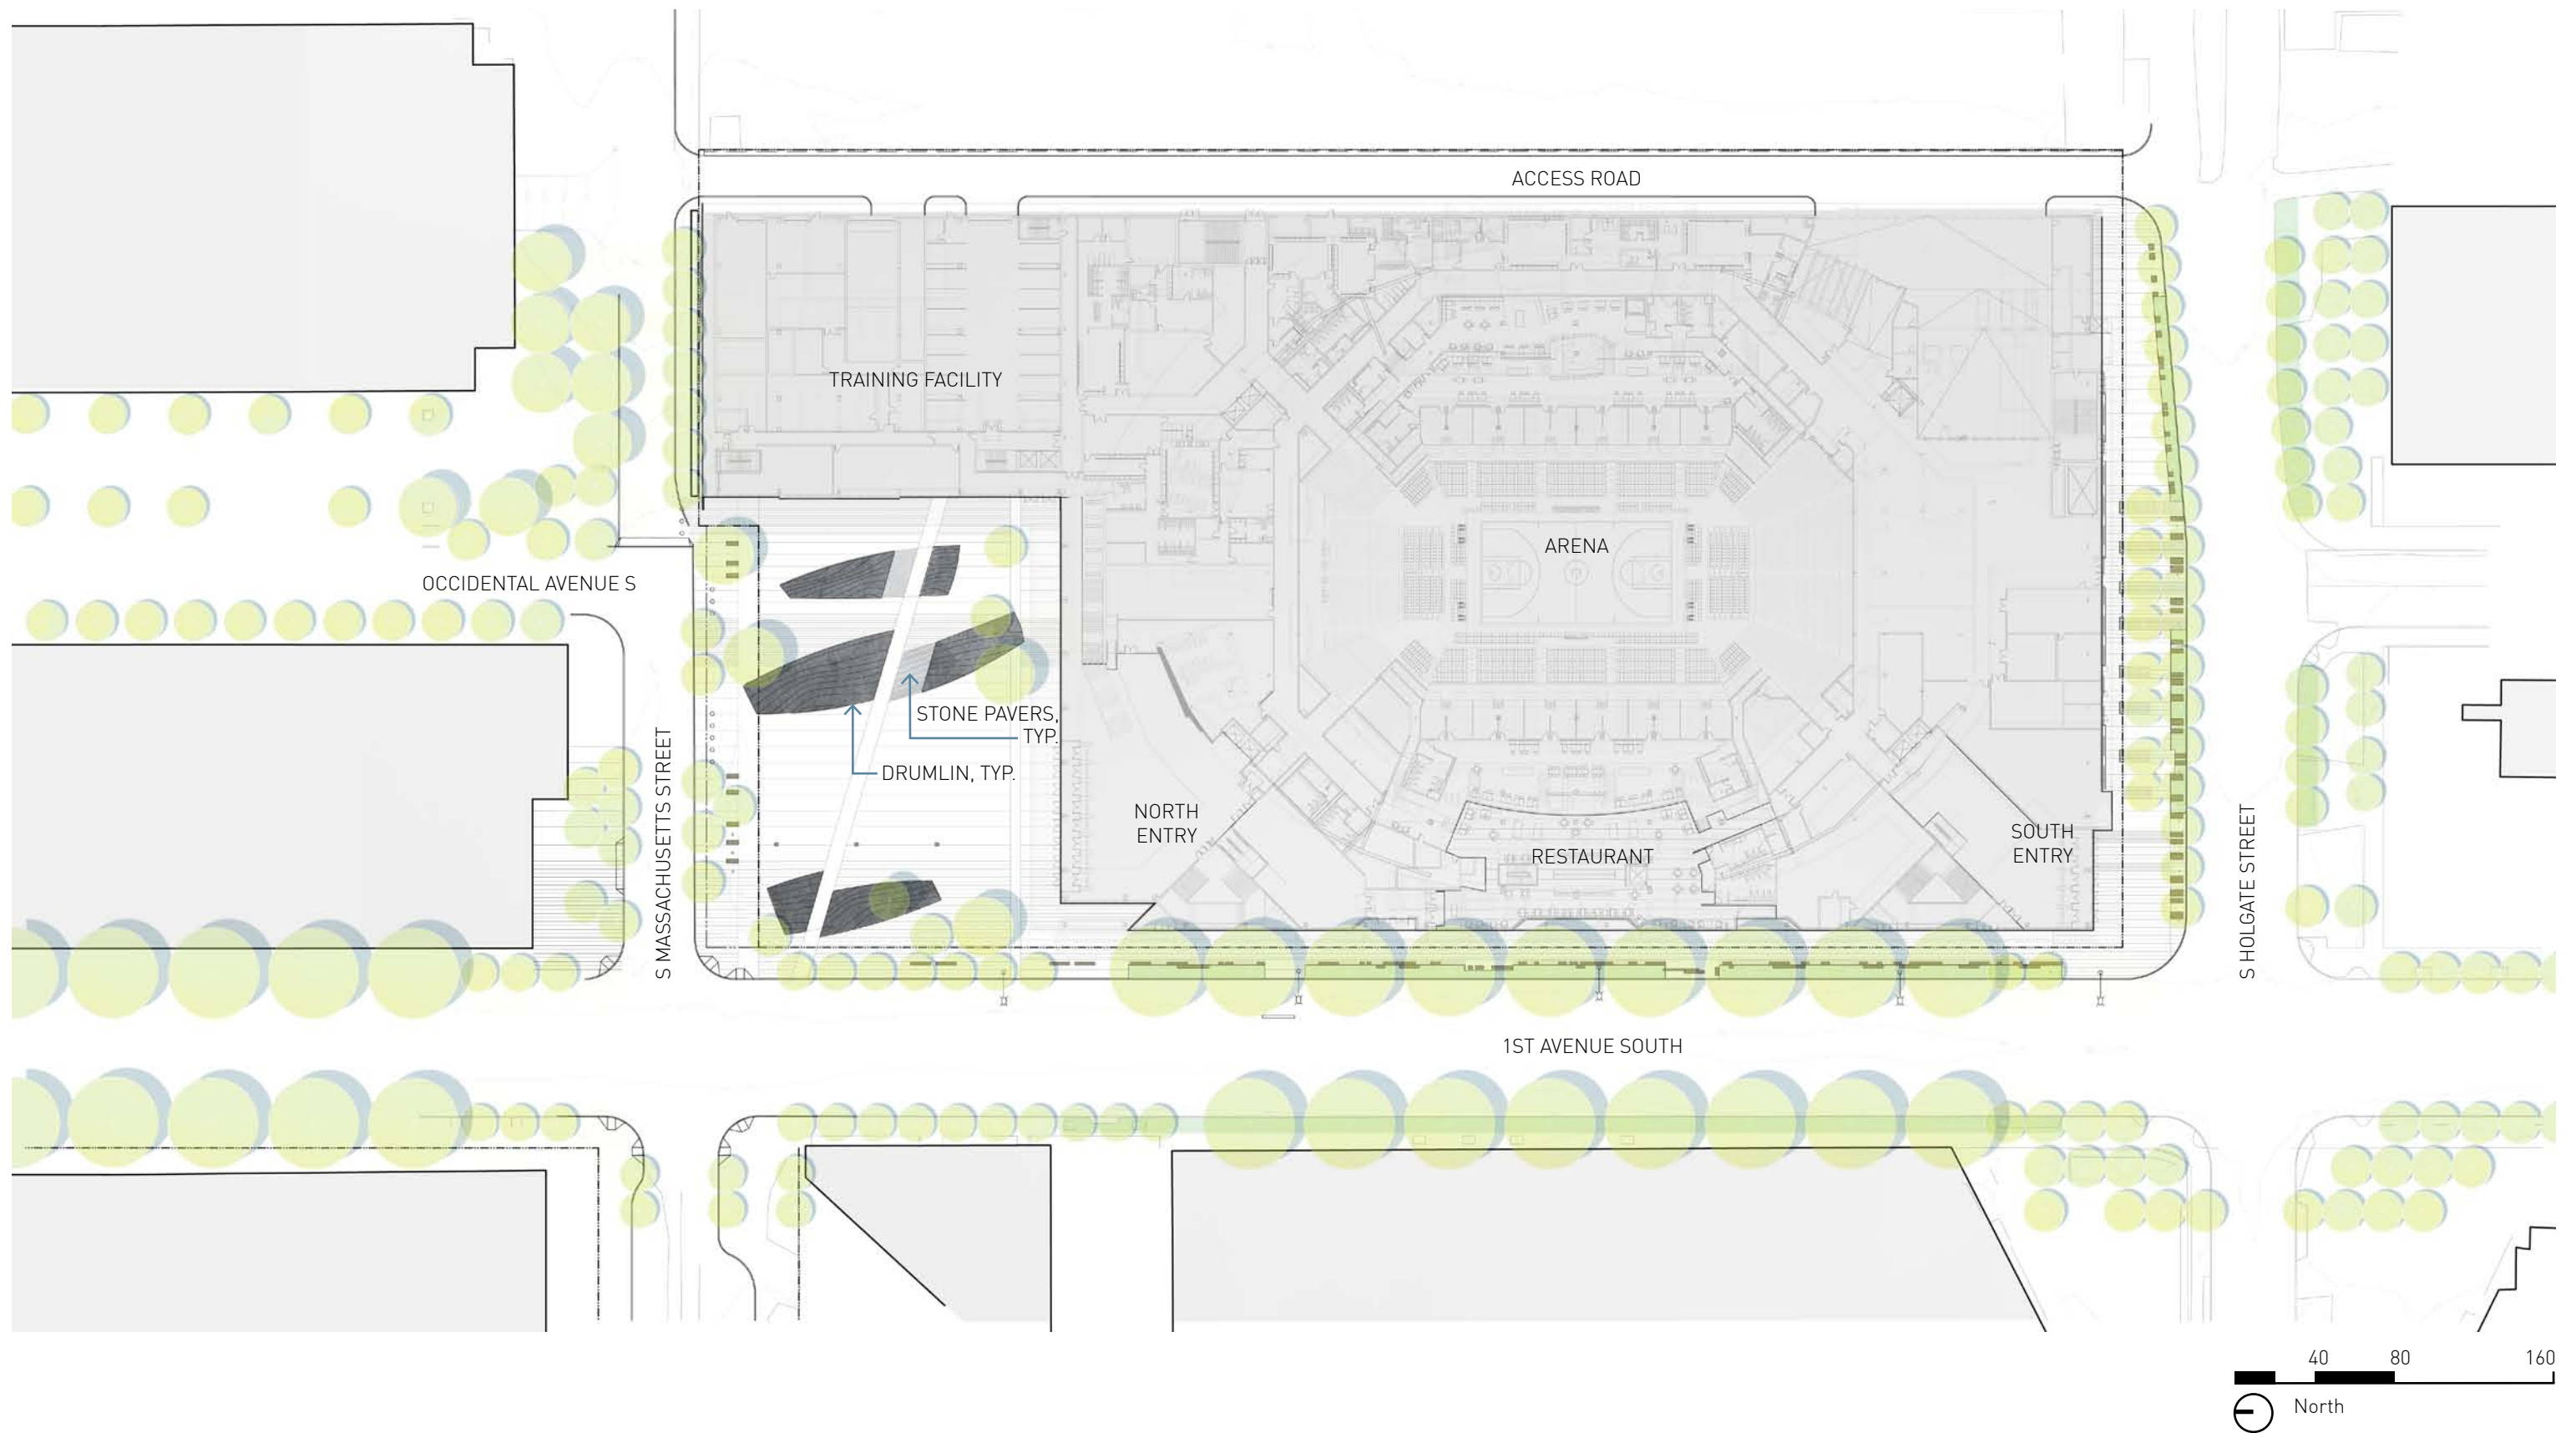 ACCESS ROAD
TRAINING FACILITY
ARENA
OCCIDENTAL AVENUE S
STONE PAVERS,
TYP.
DRUMLIN, TYP.
S MASSACHUSETTS STREET
NORTH
ENTRY
RESTAURANT
SOUTH
ENTRY
S HOLGATE STREET
1ST AVENUE SOUTH
40 80 160
North